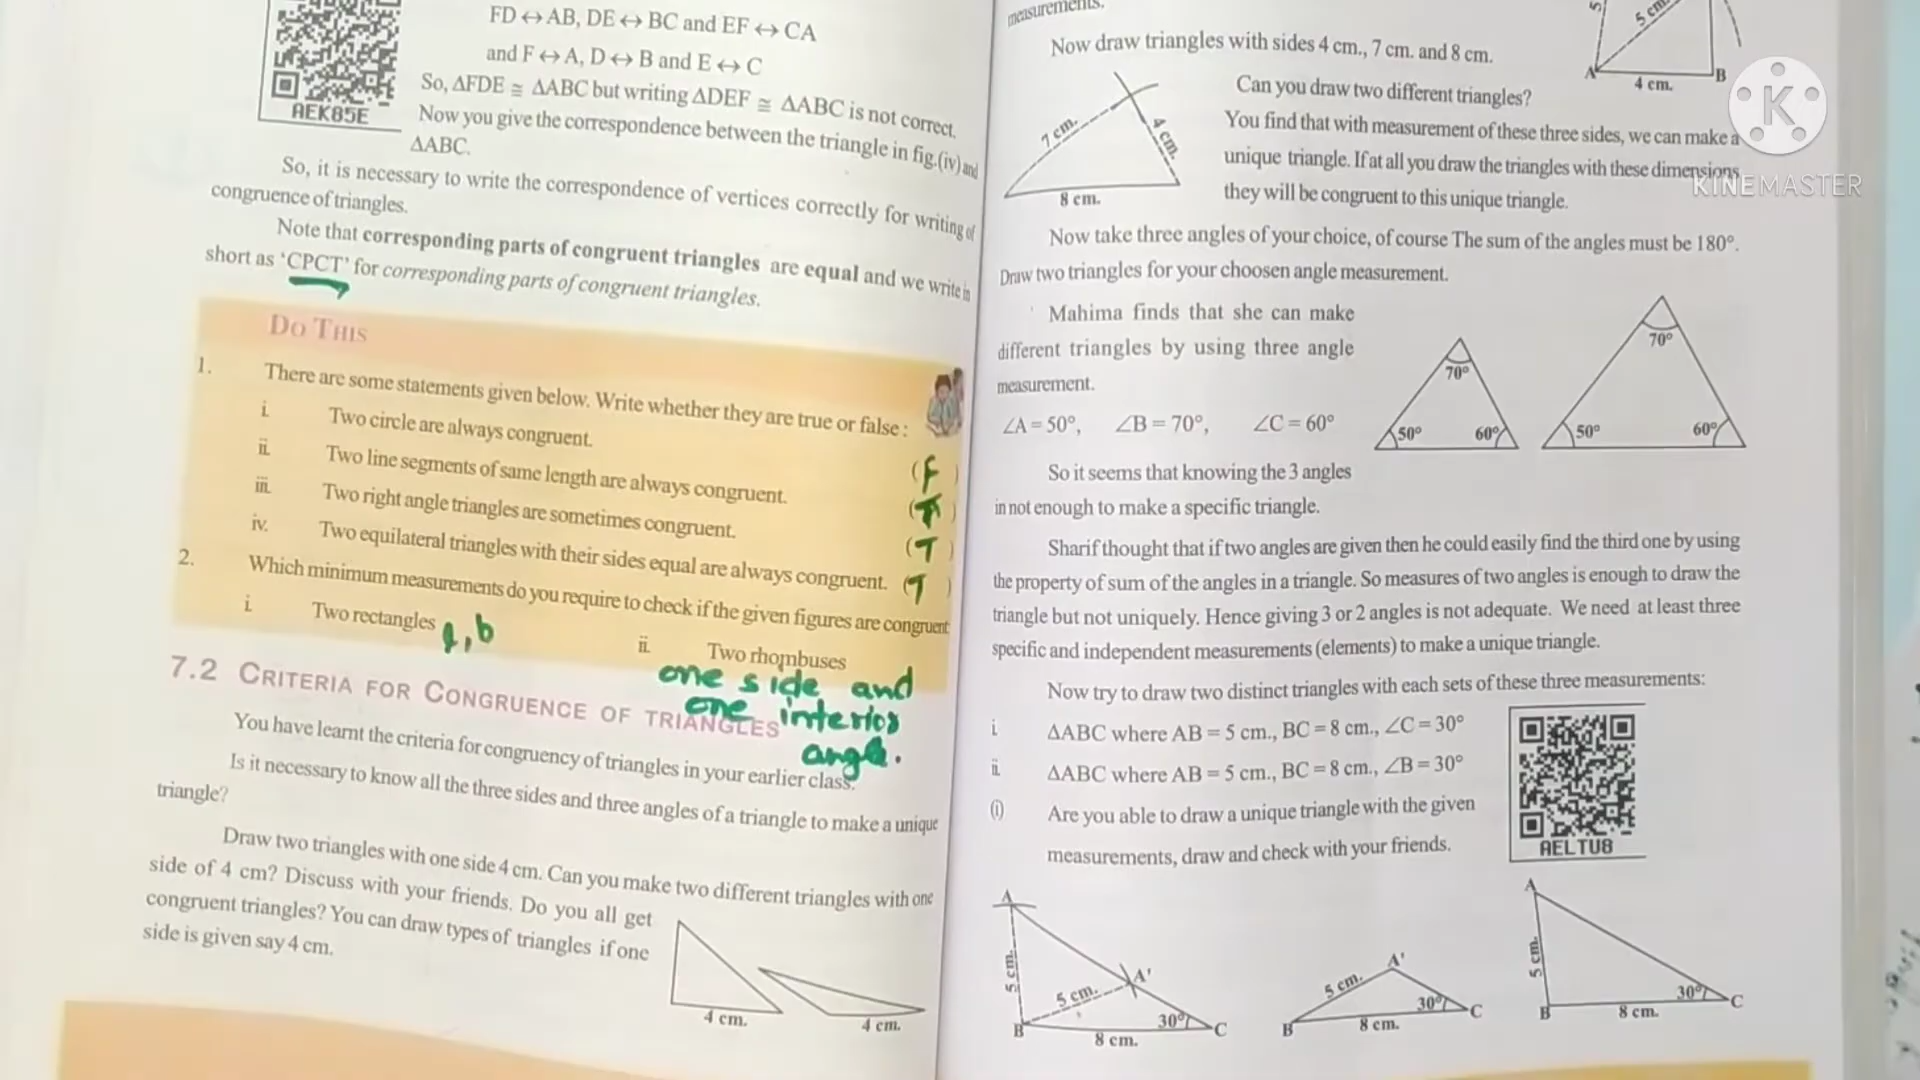 FD ↔ AB, DE ↔ BC and EF ↔ CA
and F ↔ A, D ↔ B and E ↔ C
So, ΔFDE ≅ ΔABC but writing ΔDEF ≅ ΔABC is not correct.
AEK85E
Now you give the correspondence between the triangle in fig.(iv) and
ΔABC.
So, it is necessary to write the correspondence of vertices correctly for writing of
congruence of triangles.
Note that corresponding parts of congruent triangles are equal and we write in
short as ‘CPCT’ for corresponding parts of congruent triangles.
DO THIS
1. There are some statements given below. Write whether they are true or false :
i. Two circle are always congruent. (F)
ii. Two line segments of same length are always congruent. (T)
iii. Two right angle triangles are sometimes congruent. (T)
iv. Two equilateral triangles with their sides equal are always congruent. (T)
2. Which minimum measurements do you require to check if the given figures are congruent
i. Two rectangles l, b ii. Two rhombuses
one side and
one interior
angle.
7.2 CRITERIA FOR CONGRUENCE OF TRIANGLES
You have learnt the criteria for congruency of triangles in your earlier class.
Is it necessary to know all the three sides and three angles of a triangle to make a unique
triangle?
Draw two triangles with one side 4 cm. Can you make two different triangles with one
side of 4 cm? Discuss with your friends. Do you all get
congruent triangles? You can draw types of triangles if one
side is given say 4 cm.
4 cm.
4 cm.
measurements.
5
5 cm.
A
B
4 cm.
Now draw triangles with sides 4 cm., 7 cm. and 8 cm.
7 cm.
4 cm.
8 cm.
Can you draw two different triangles?
You find that with measurement of these three sides, we can make a
unique triangle. If at all you draw the triangles with these dimensions
they will be congruent to this unique triangle.
K
KINEMASTER
Now take three angles of your choice, of course The sum of the angles must be 180°.
Draw two triangles for your choosen angle measurement.
Mahima finds that she can make
different triangles by using three angle
measurement.
∠A = 50°, ∠B = 70°, ∠C = 60°
70°
50°
60°
70°
50°
60°
So it seems that knowing the 3 angles
in not enough to make a specific triangle.
Sharif thought that if two angles are given then he could easily find the third one by using
the property of sum of the angles in a triangle. So measures of two angles is enough to draw the
triangle but not uniquely. Hence giving 3 or 2 angles is not adequate. We need at least three
specific and independent measurements (elements) to make a unique triangle.
Now try to draw two distinct triangles with each sets of these three measurements:
i. ΔABC where AB = 5 cm., BC = 8 cm., ∠C = 30°
ii. ΔABC where AB = 5 cm., BC = 8 cm., ∠B = 30°
(i) Are you able to draw a unique triangle with the given
measurements, draw and check with your friends.
AELTU8
A
5 cm.
5 cm.
A'
B
30°
C
8 cm.
A'
5 cm.
30°
B
C
8 cm.
A
5 cm.
30°
B
C
8 cm.